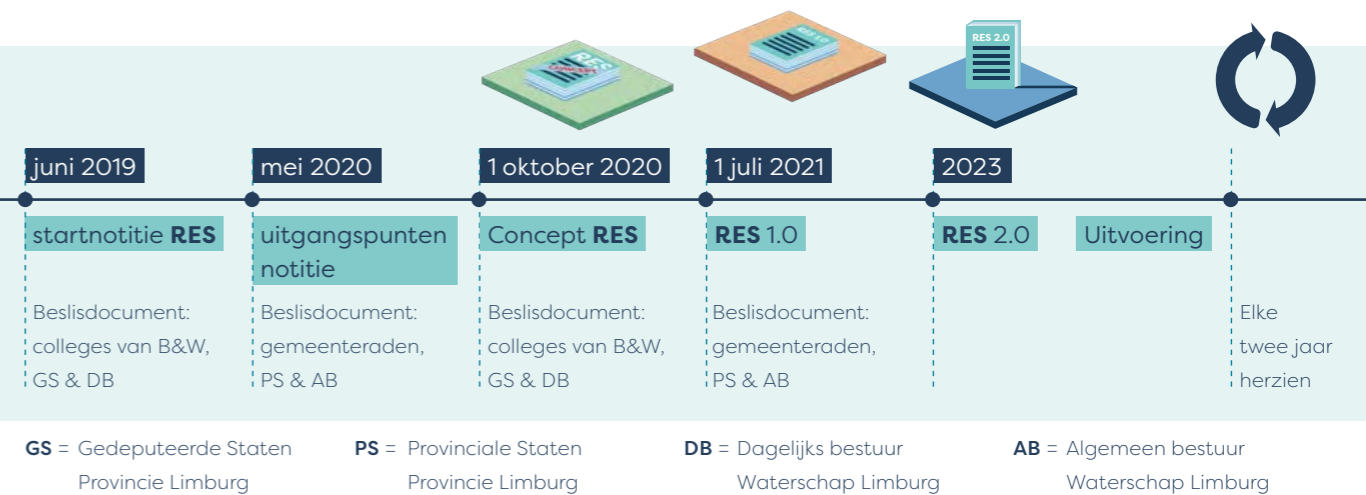 RES
CONCEPT
RES 1.0
RES 2.0
juni 2019
startnotitie RES
Beslisdocument:
colleges van B&W,
GS & DB
mei 2020
uitgangspunten
notitie
Beslisdocument:
gemeenteraden,
PS & AB
1 oktober 2020
Concept RES
Beslisdocument:
colleges van B&W,
GS & DB
1 juli 2021
RES 1.0
Beslisdocument:
gemeenteraden,
PS & AB
2023
RES 2.0
Uitvoering
Elke
twee jaar
herzien
GS = Gedeputeerde Staten
Provincie Limburg
PS = Provinciale Staten
Provincie Limburg
DB = Dagelijks bestuur
Waterschap Limburg
AB = Algemeen bestuur
Waterschap Limburg